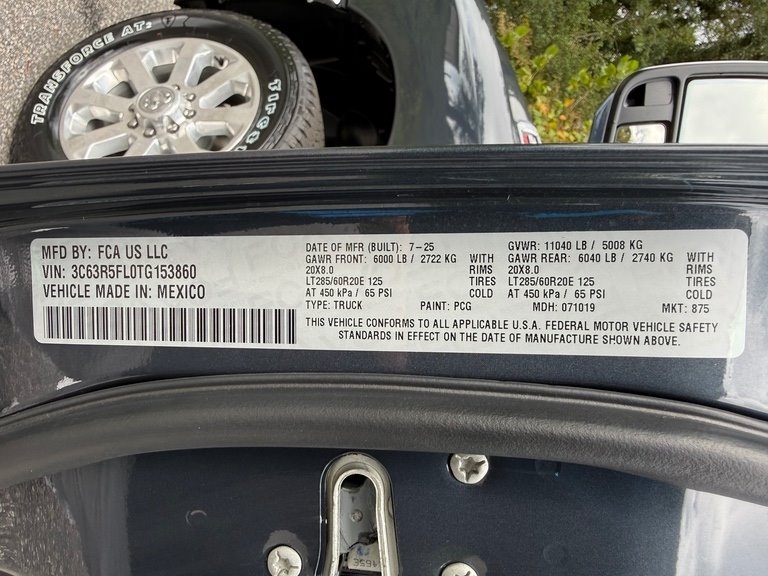 TRANSFORCE AT2
MFD BY: FCA US LLC
VIN: 3C63R5FL0TG153860
VEHICLE MADE IN: MEXICO
DATE OF MFR (BUILT): 7-25
GAWR FRONT: 6000 LB / 2722 KG WITH
20X8.0 RIMS
LT285/60R20E 125 TIRES
AT 450 kPa / 65 PSI COLD
TYPE: TRUCK PAINT: PCG
GVWR: 11040 LB / 5008 KG
GAWR REAR: 6040 LB / 2740 KG WITH
20X8.0 RIMS
LT285/60R20E 125 TIRES
AT 450 kPa / 65 PSI COLD
MDH: 071019 MKT: 875
THIS VEHICLE CONFORMS TO ALL APPLICABLE U.S.A. FEDERAL MOTOR VEHICLE SAFETY
STANDARDS IN EFFECT ON THE DATE OF MANUFACTURE SHOWN ABOVE.